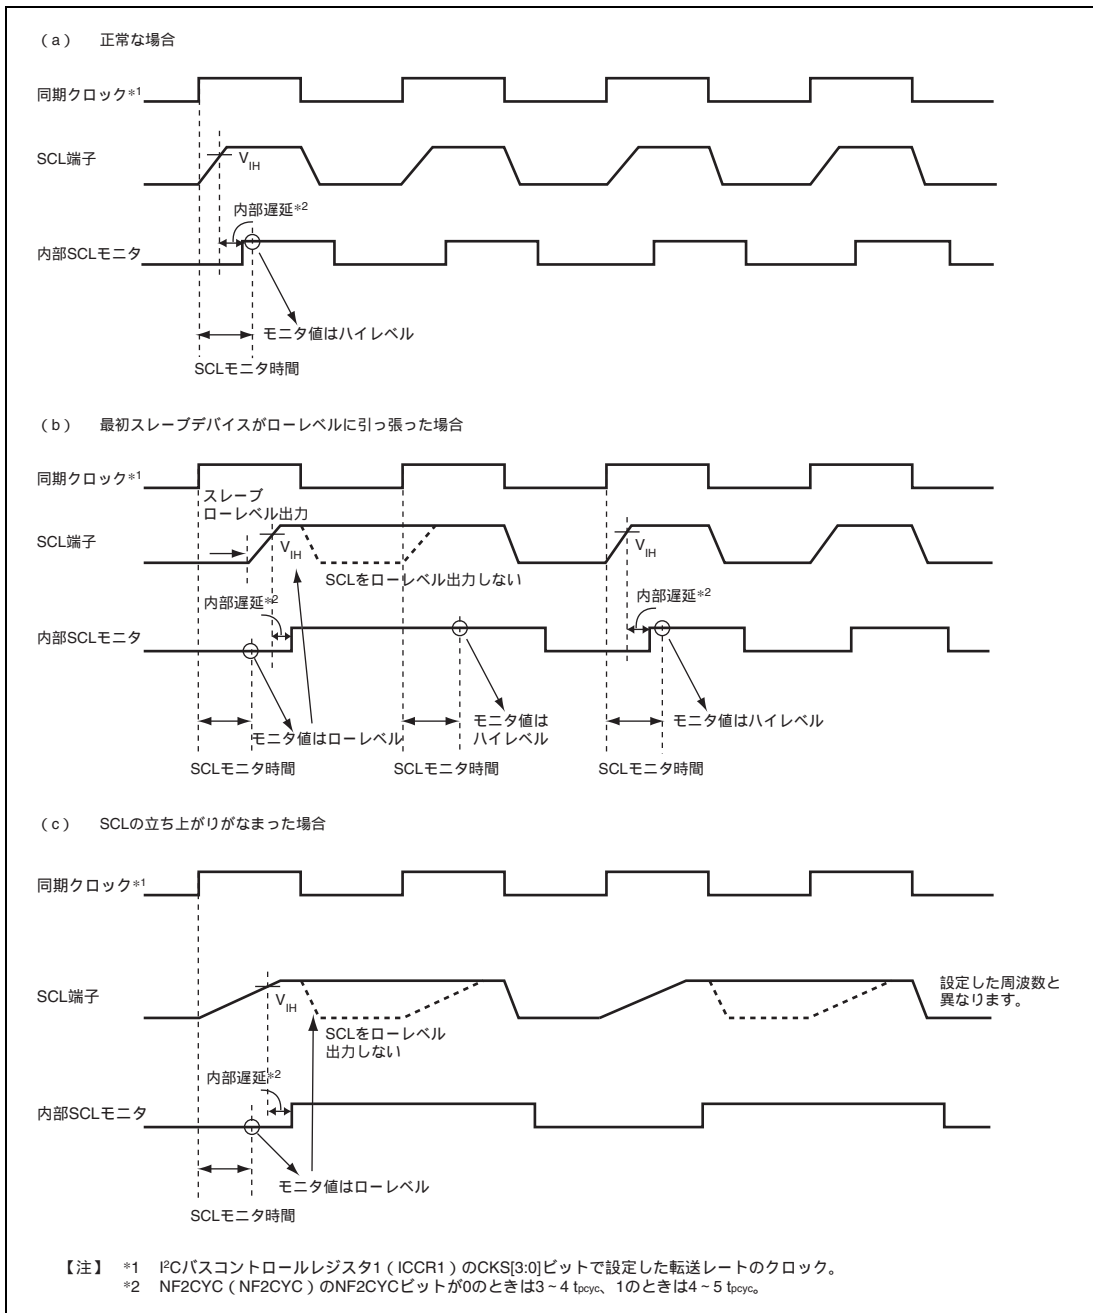 （a） 正常な場合
同期クロック*1
SCL端子
VIH
内部遅延*2
内部SCLモニタ
モニタ値はハイレベル
SCLモニタ時間
（b） 最初スレーブデバイスがローレベルに引っ張った場合
同期クロック*1
スレーブ
ローレベル出力
SCL端子
VIH
VIH
SCLをローレベル出力しない
内部遅延*2
内部遅延*2
内部SCLモニタ
モニタ値はローレベル
モニタ値は
ハイレベル
モニタ値はハイレベル
SCLモニタ時間
SCLモニタ時間
SCLモニタ時間
（c） SCLの立ち上がりがなまった場合
同期クロック*1
SCL端子
VIH
設定した周波数と
異なります。
SCLをローレベル
出力しない
内部遅延*2
内部SCLモニタ
モニタ値はローレベル
SCLモニタ時間
【注】 *1 I²Cバスコントロールレジスタ1（ICCR1）のCKS[3:0]ビットで設定した転送レートのクロック。
*2 NF2CYC（NF2CYC）のNF2CYCビットが0のときは3～4 tpcyc、1のときは4～5 tpcyc。